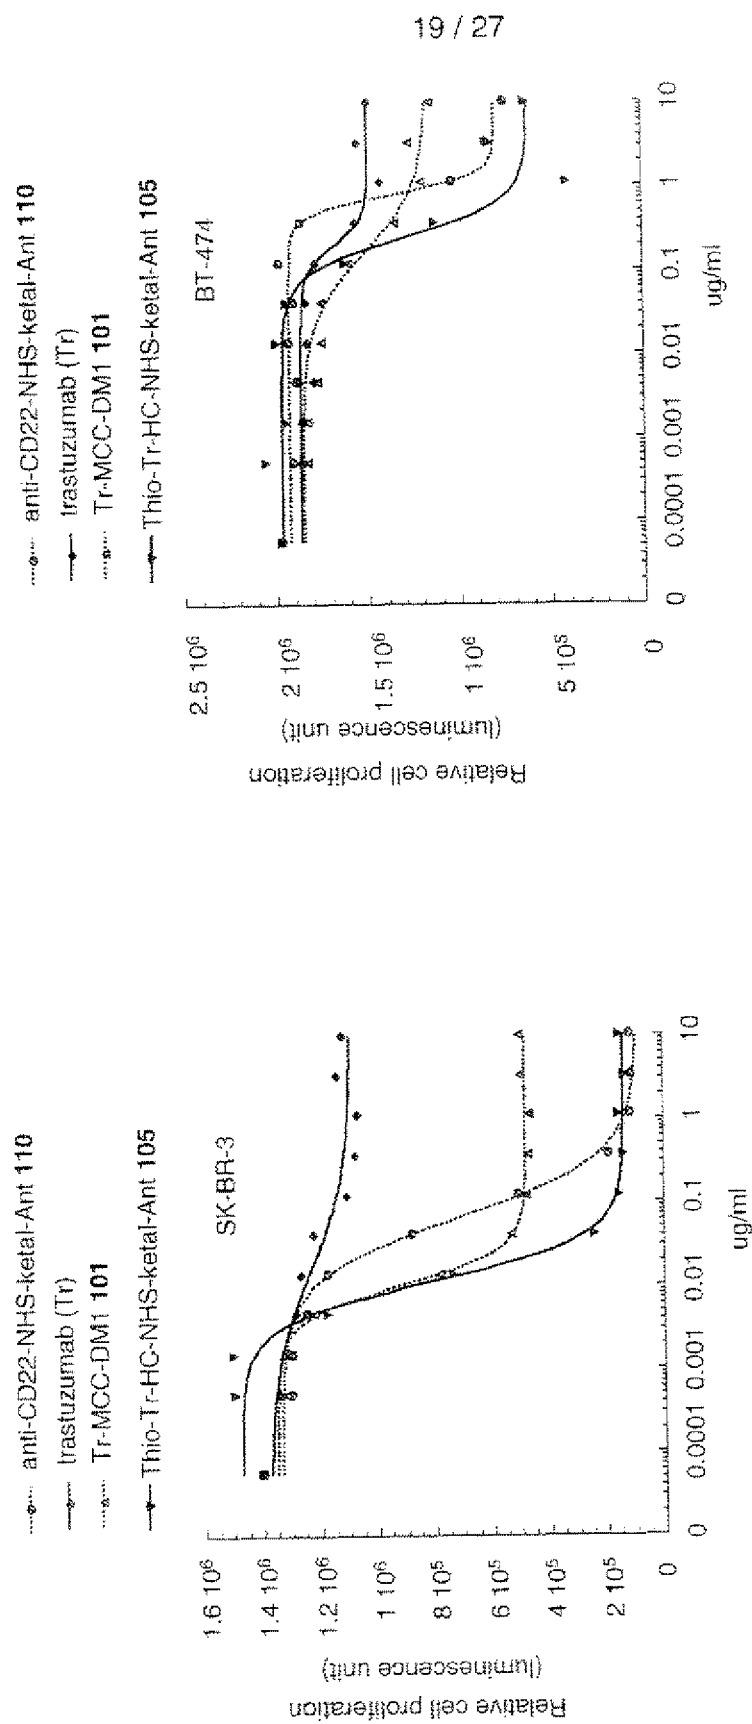 19 / 27
anti-CD22-NHS-ketal-Ant 110
trastuzumab (Tr)
Tr-MCC-DM1 101
Thio-Tr-HC-NHS-ketal-Ant 105
SK-BR-3
1.6 10⁶
1.4 10⁶
1.2 10⁶
1 10⁶
8 10⁵
6 10⁵
2 10⁵
0
Relative cell proliferation
(luminescence unit)
0
0.0001
0.001
0.01
0.1
1
10
ug/ml
anti-CD22-NHS-ketal-Ant 110
trastuzumab (Tr)
Tr-MCC-DM1 101
Thio-Tr-HC-NHS-ketal-Ant 105
BT-474
2.5 10⁶
2 10⁶
1.5 10⁶
1 10⁶
5 10⁵
0
Relative cell proliferation
(luminescence unit)
0
0.0001
0.001
0.01
0.1
1
10
ug/ml